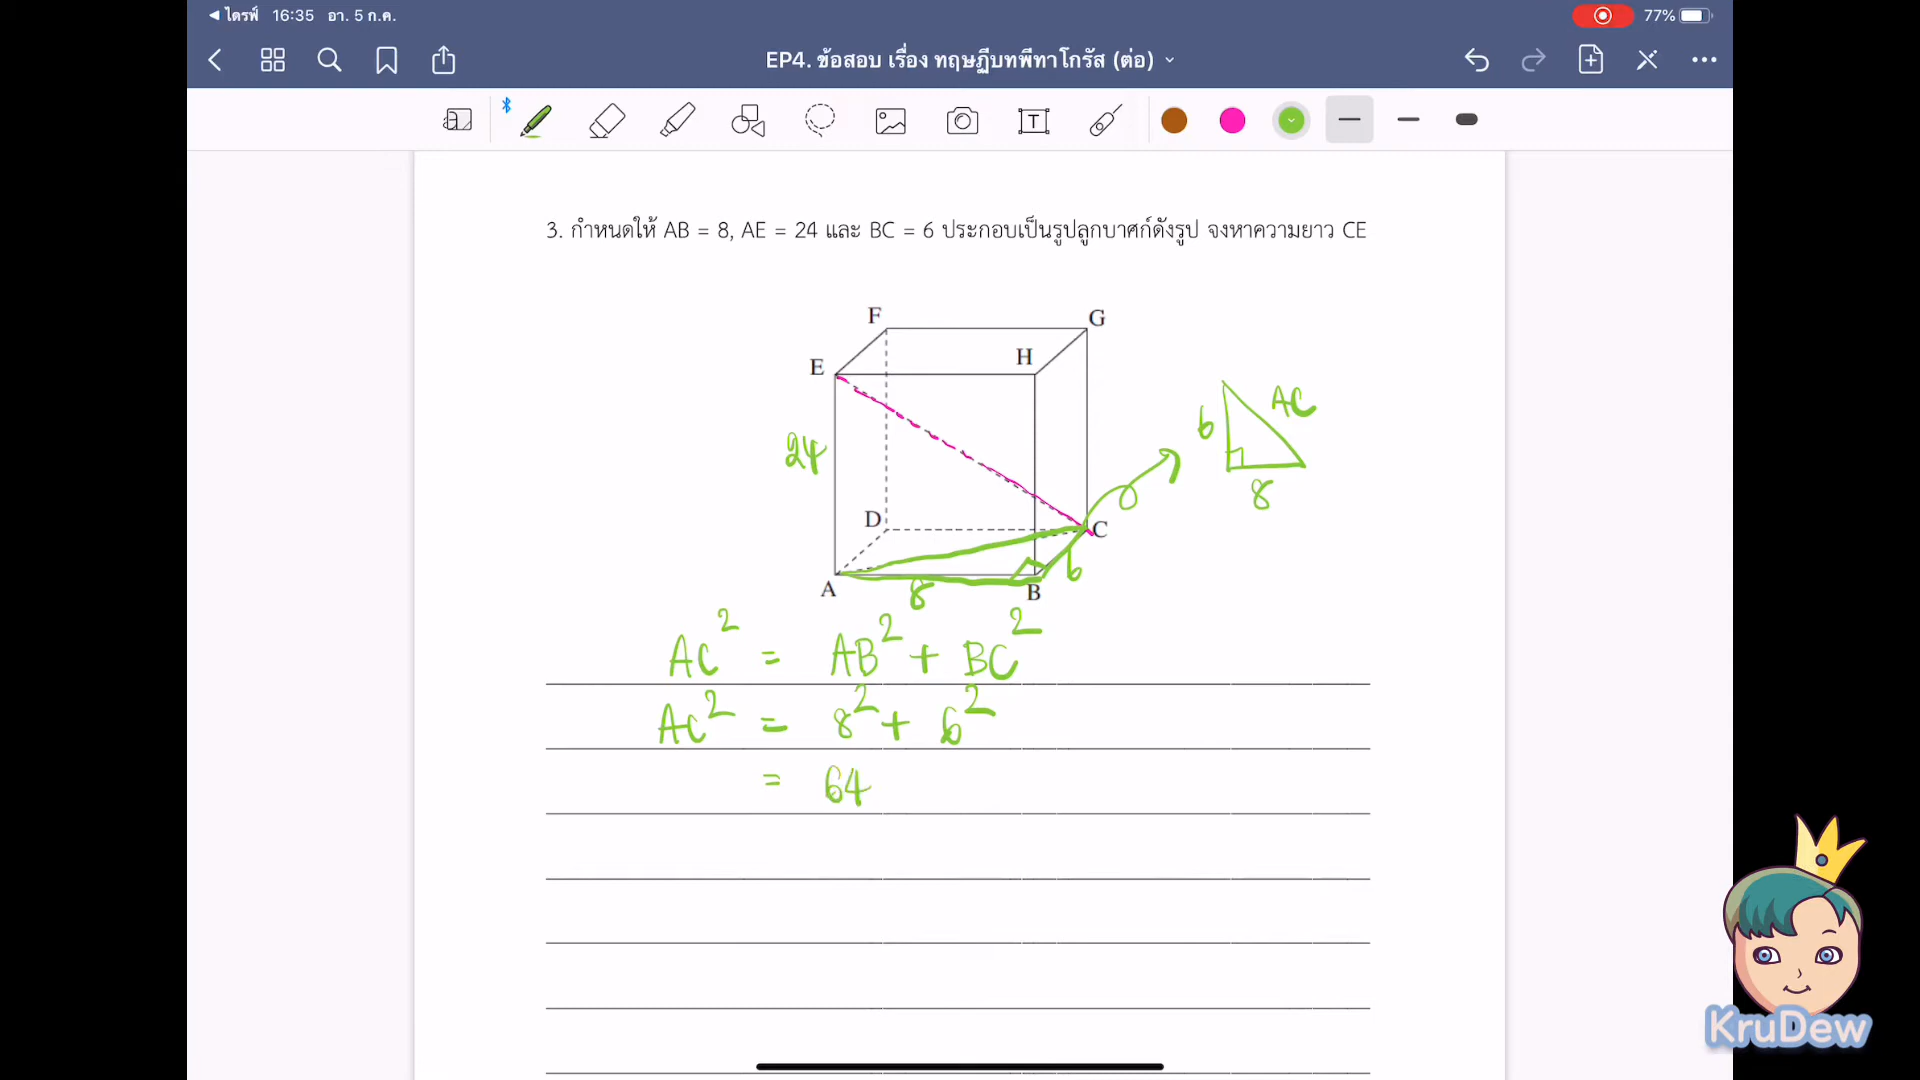 ไดรฟ์ 16:35 อา. 5 ก.ค. 77%
EP4. ข้อสอบ เรื่อง ทฤษฎีบทพีทาโกรัส (ต่อ)
a T
3. กำหนดให้ AB = 8, AE = 24 และ BC = 6 ประกอบเป็นรูปลูกบาศก์ดังรูป จงหาความยาว CE
F G
E H
24
D C
A B
8 6
6 AC
8
AC² = AB² + BC²
AC² = 8² + 6²
= 64
KruDew